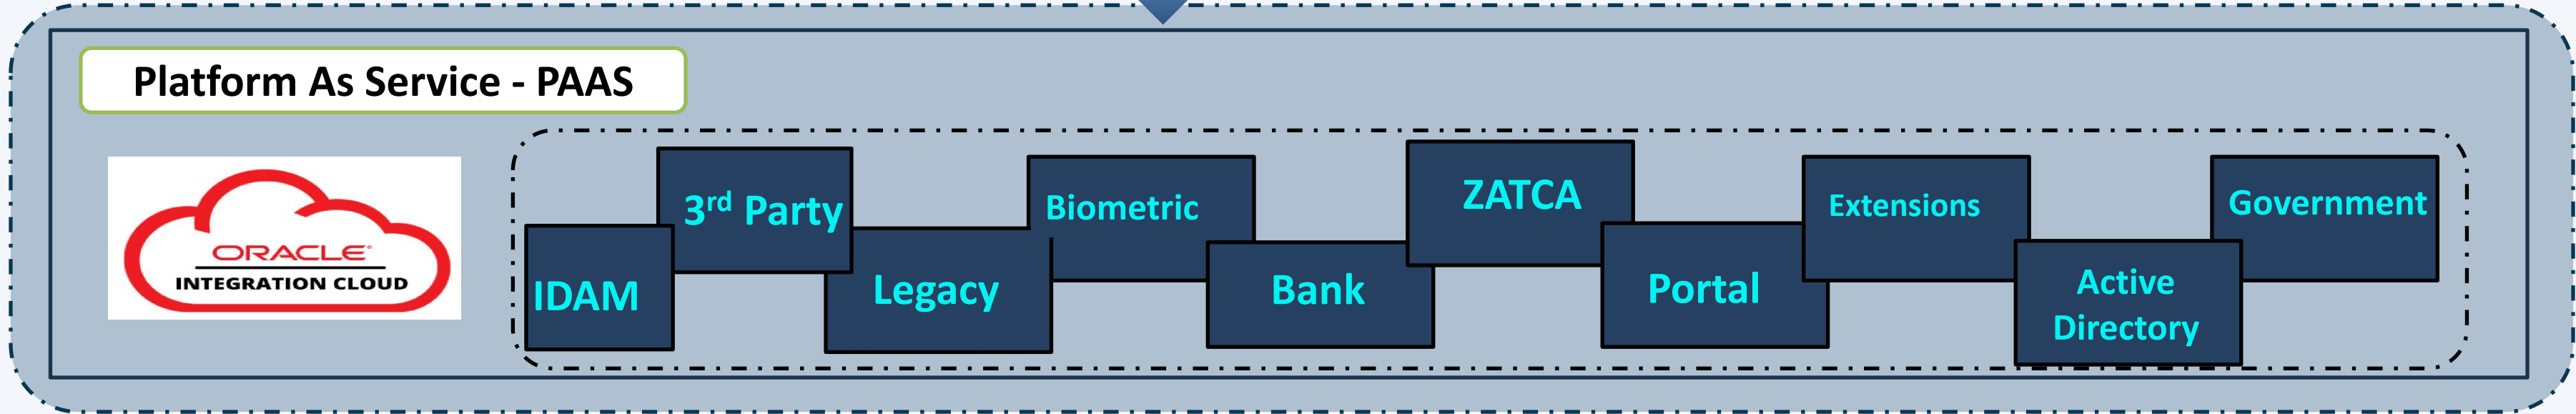 Platform As Service - PAAS
ORACLE
INTEGRATION CLOUD
IDAM
3rd Party
Legacy
Biometric
Bank
ZATCA
Portal
Extensions
Active
Directory
Government